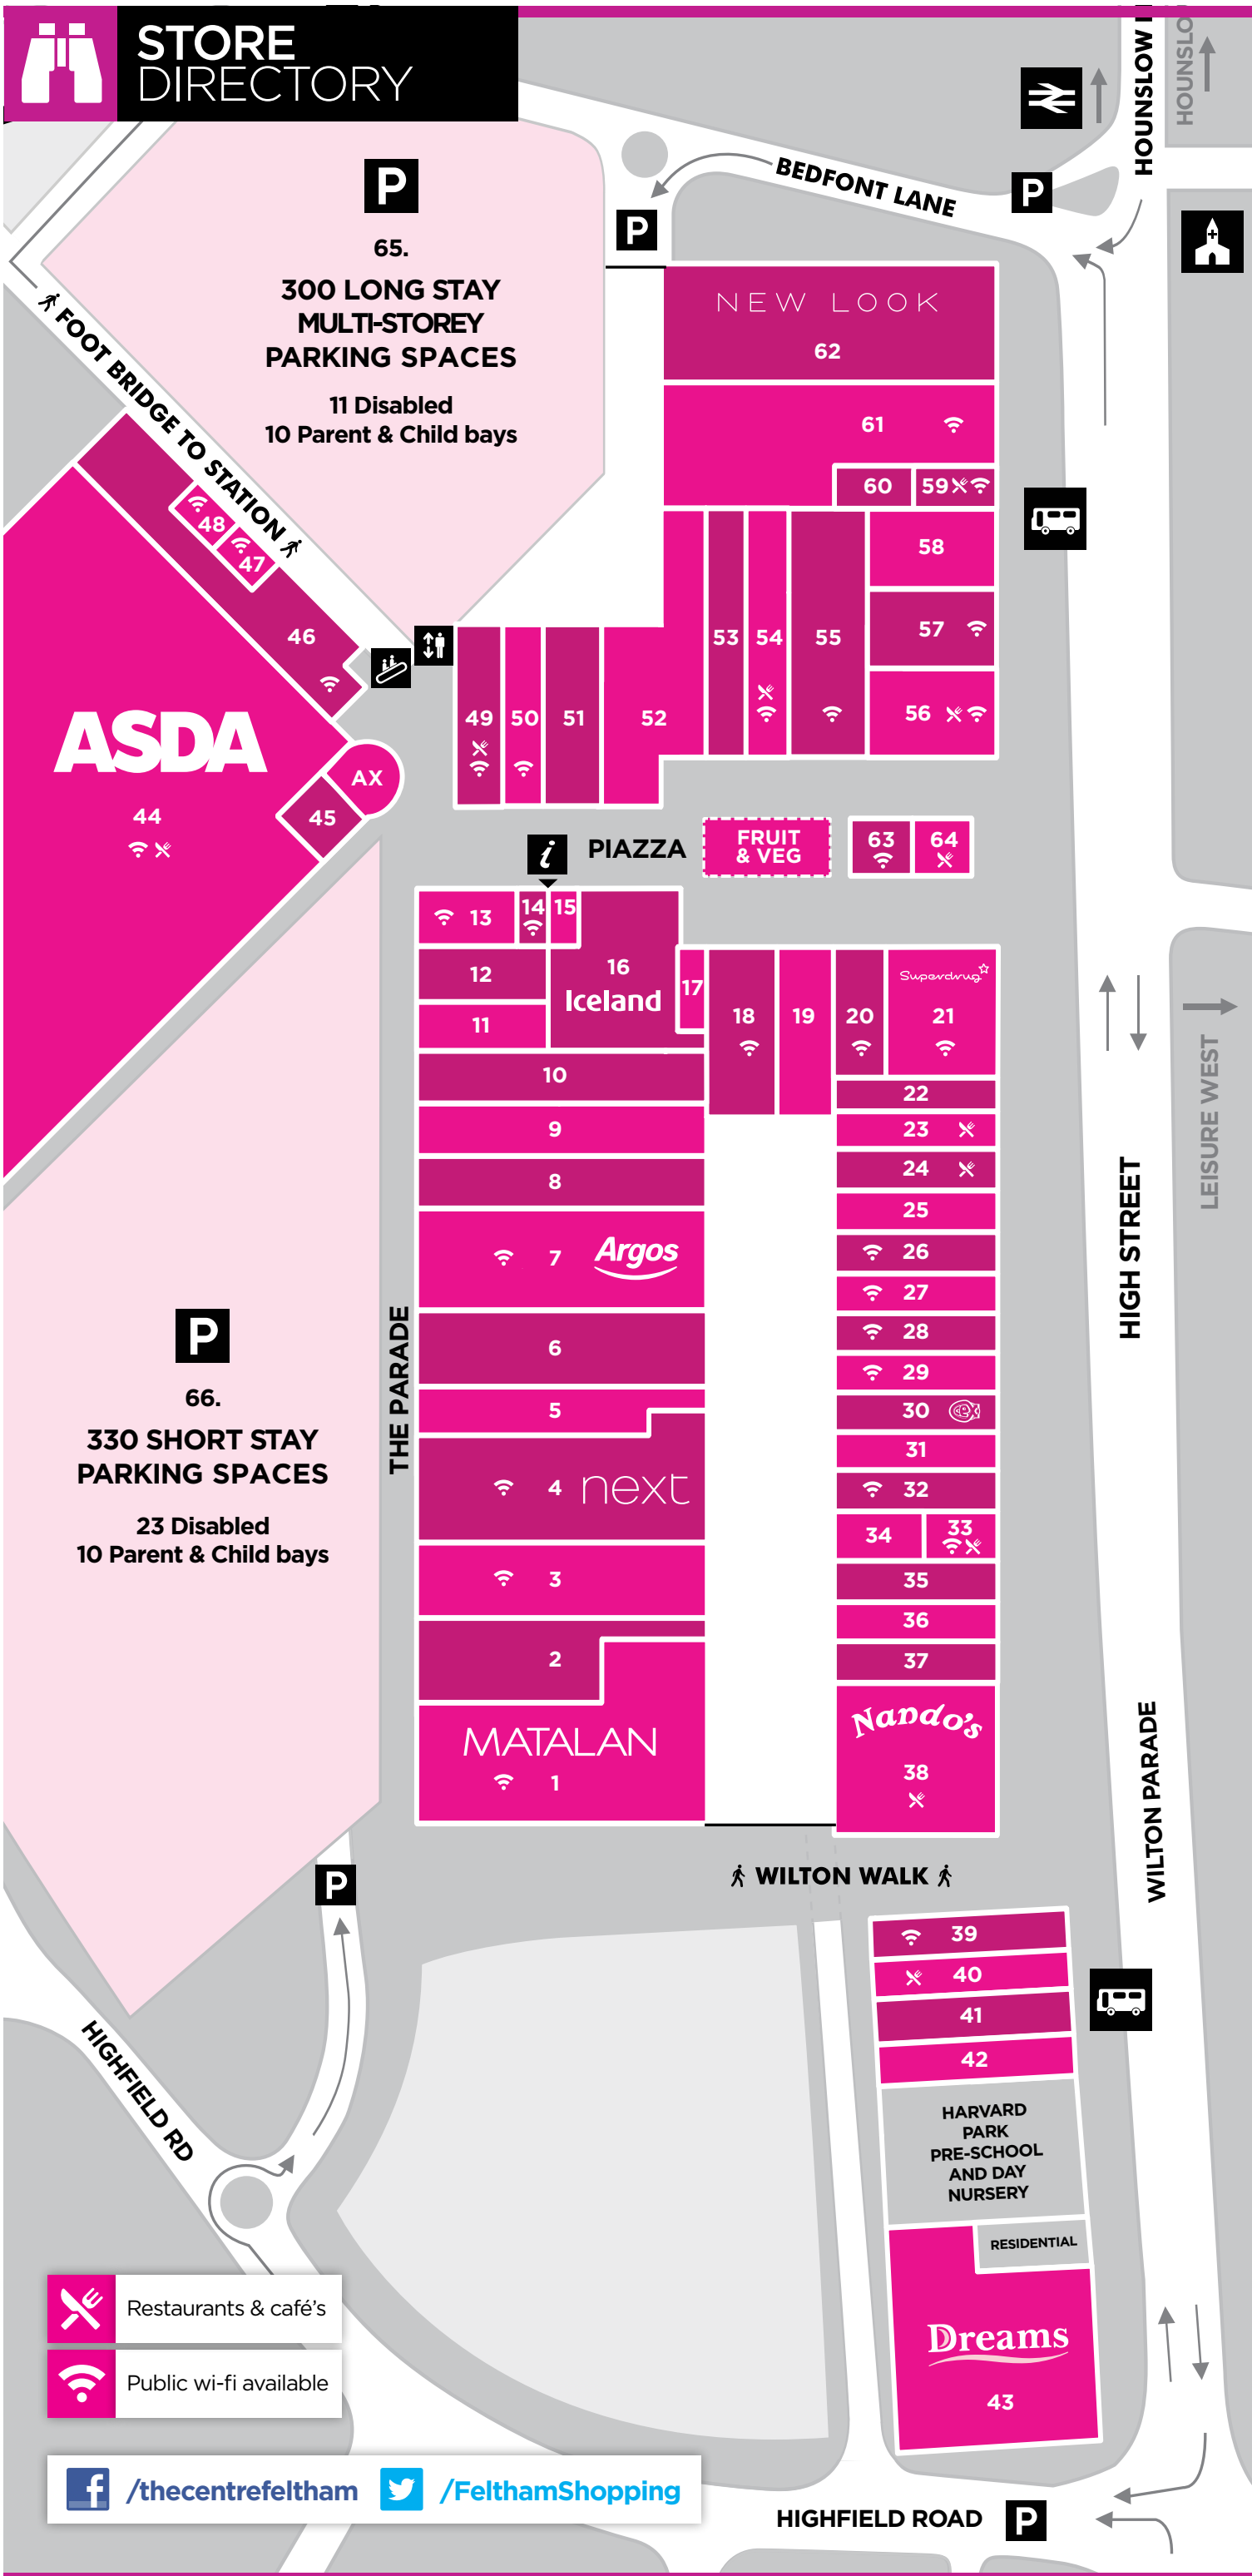 STORE
DIRECTORY
HOUNSLOW
HOUNSLO
BEDFONT LANE
P
P
P
65.
300 LONG STAY
MULTI-STOREY
PARKING SPACES
11 Disabled
10 Parent & Child bays
FOOT BRIDGE TO STATION
NEW LOOK
62
61
60
59
58
57
56
53
54
55
48
47
46
49
50
51
52
ASDA
44
AX
45
i
PIAZZA
FRUIT
& VEG
63
64
13
14
15
12
11
16
Iceland
17
18
19
20
Superdrug
21
10
9
8
7
Argos
6
5
4
next
3
2
MATALAN
1
22
23
24
25
26
27
28
29
30
31
32
34
33
35
36
37
Nando's
38
THE PARADE
HIGH STREET
LEISURE WEST
WILTON PARADE
P
66.
330 SHORT STAY
PARKING SPACES
23 Disabled
10 Parent & Child bays
P
WILTON WALK
39
40
41
42
HARVARD
PARK
PRE-SCHOOL
AND DAY
NURSERY
RESIDENTIAL
Dreams
43
HIGHFIELD RD
Restaurants & café's
Public wi-fi available
/thecentrefeltham
/FelthamShopping
HIGHFIELD ROAD
P